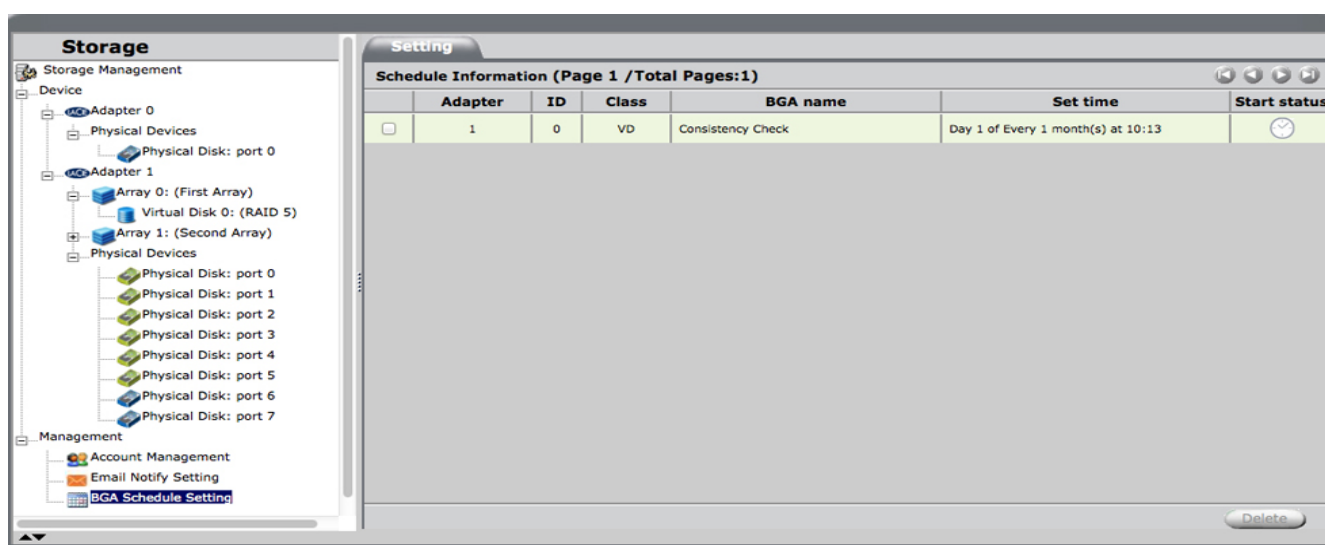 Storage
Storage Management
Device
Adapter 0
Physical Devices
Physical Disk: port 0
Adapter 1
Array 0: (First Array)
Virtual Disk 0: (RAID 5)
Array 1: (Second Array)
Physical Devices
Physical Disk: port 0
Physical Disk: port 1
Physical Disk: port 2
Physical Disk: port 3
Physical Disk: port 4
Physical Disk: port 5
Physical Disk: port 6
Physical Disk: port 7
Management
Account Management
Email Notify Setting
BGA Schedule Setting
Setting
Schedule Information (Page 1 /Total Pages:1)
Adapter ID Class BGA name Set time Start status
1 0 VD Consistency Check Day 1 of Every 1 month(s) at 10:13
Delete